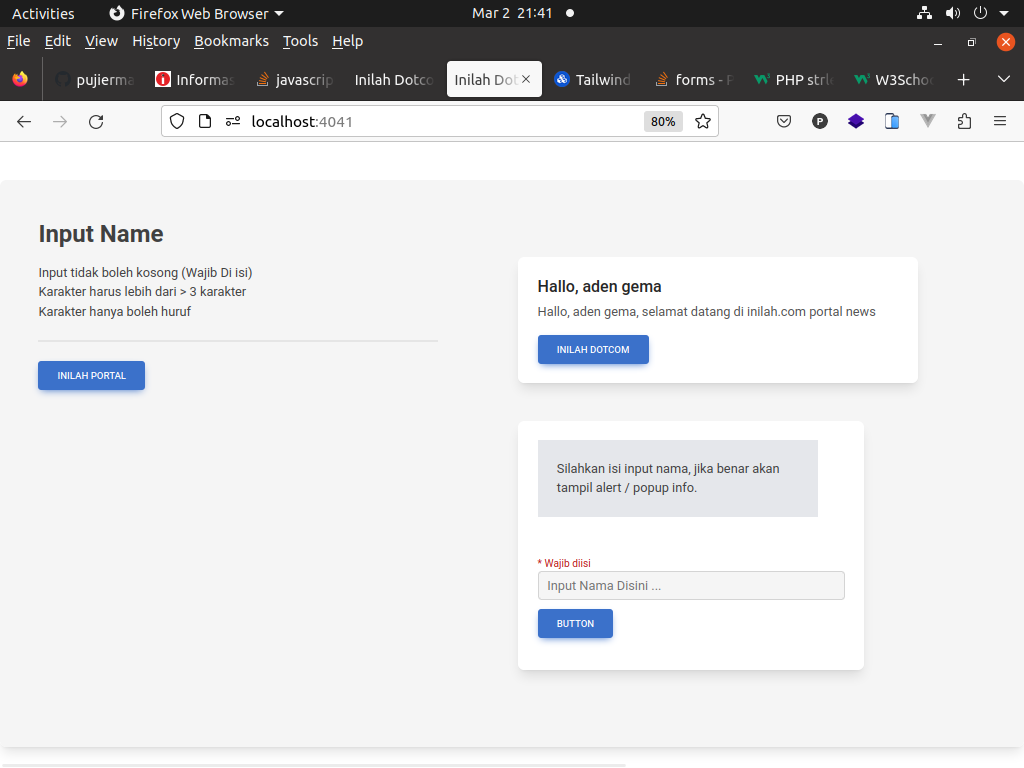 Activities Firefox Web Browser Mar 2 21:41
File Edit View History Bookmarks Tools Help
pujierma Informas javascrip Inilah Dotco Inilah Dot Tailwind forms - P PHP strle W3Schoo
localhost:4041 80%
Input Name
Input tidak boleh kosong (Wajib Di isi)
Karakter harus lebih dari > 3 karakter
Karakter hanya boleh huruf
INILAH PORTAL
Hallo, aden gema
Hallo, aden gema, selamat datang di inilah.com portal news
INILAH DOTCOM
Silahkan isi input nama, jika benar akan
tampil alert / popup info.
* Wajib diisi
Input Nama Disini ...
BUTTON